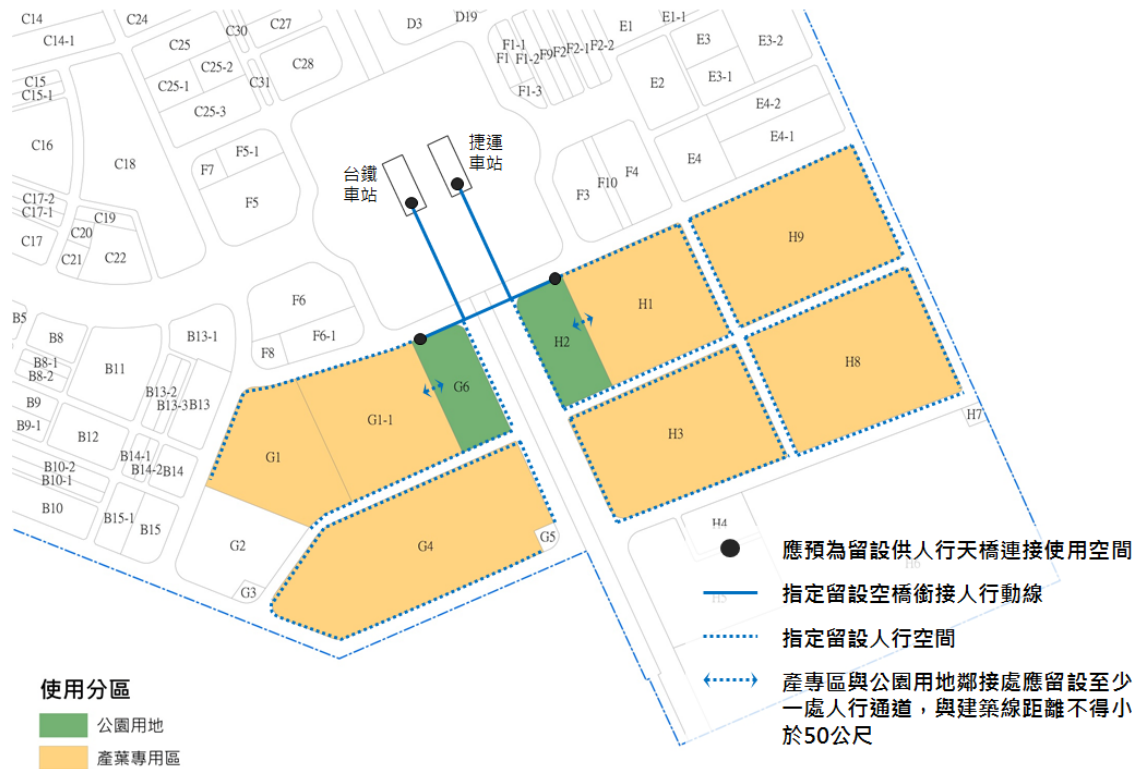 C14
C24
C27
D3
D19
C14-1
C30
C25
C25-2
C28
C15
C15-1
C25-1
C31
C25-3
C16
C18
F7
F5-1
F5
C17-2
C17-1
C19
C20
C17
C21
C22
F1-1
F1
F1-2
F9
F2
F2-1
F2-2
F1-3
E1
E1-1
E3
E3-2
E3-1
E2
E4-2
E4-1
E4
F3
F10
F4
台鐵
車站
捷運
車站
F6
F6-1
F8
B5
B8
B8-1
B8-2
B11
B13-1
B13-2
B13-3
B13
B9
B9-1
B12
B14-1
B14-2
B14
B10-2
B10-1
B10
B15-1
B15
G1
G1-1
G6
G2
G3
G4
G5
H2
H1
H9
H3
H8
H7
H4
H5
H6
應預為留設供人行天橋連接使用空間
指定留設空橋銜接人行動線
指定留設人行空間
產專區與公園用地鄰接處應留設至少
一處人行通道，與建築線距離不得小
於50公尺
使用分區
公園用地
產業專用區